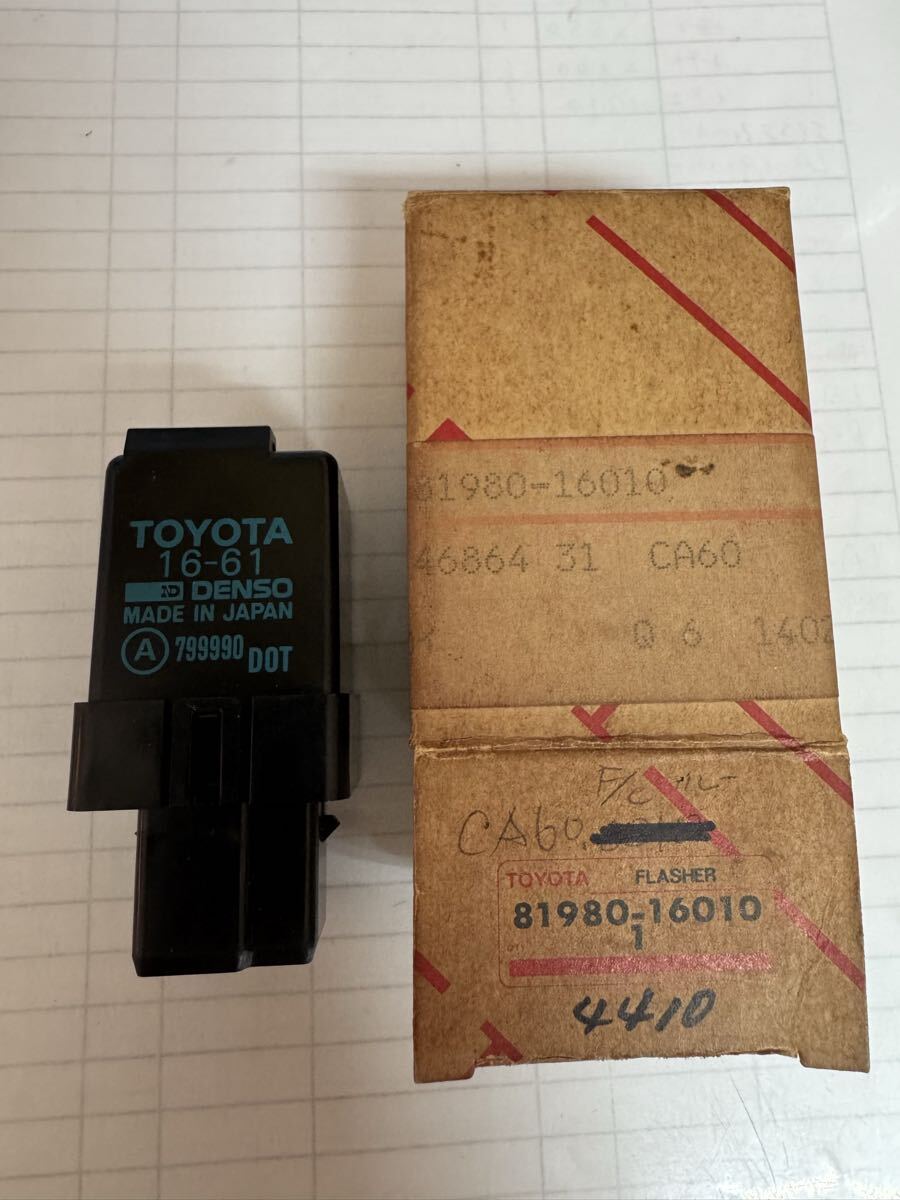 TOYOTA
16-61
ND DENSO
MADE IN JAPAN
A 799990 DOT
81980-16010
46864 31 CA60
Q 6 1402
CA60
TOYOTA FLASHER
81980-16010
1
4410